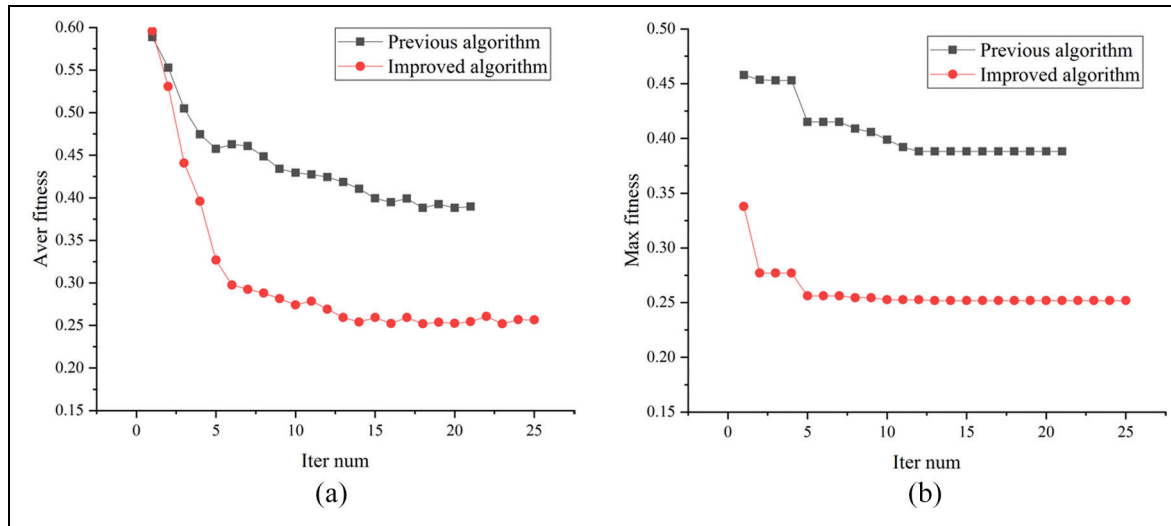 0.60
0.55
0.50
0.45
0.40
0.35
0.30
0.25
0.20
0.15
Aver fitness
Previous algorithm
Improved algorithm
0 5 10 15 20 25
Iter num
(a)
0.50
0.45
0.40
0.35
0.30
0.25
0.20
0.15
Max fitness
Previous algorithm
Improved algorithm
0 5 10 15 20 25
Iter num
(b)